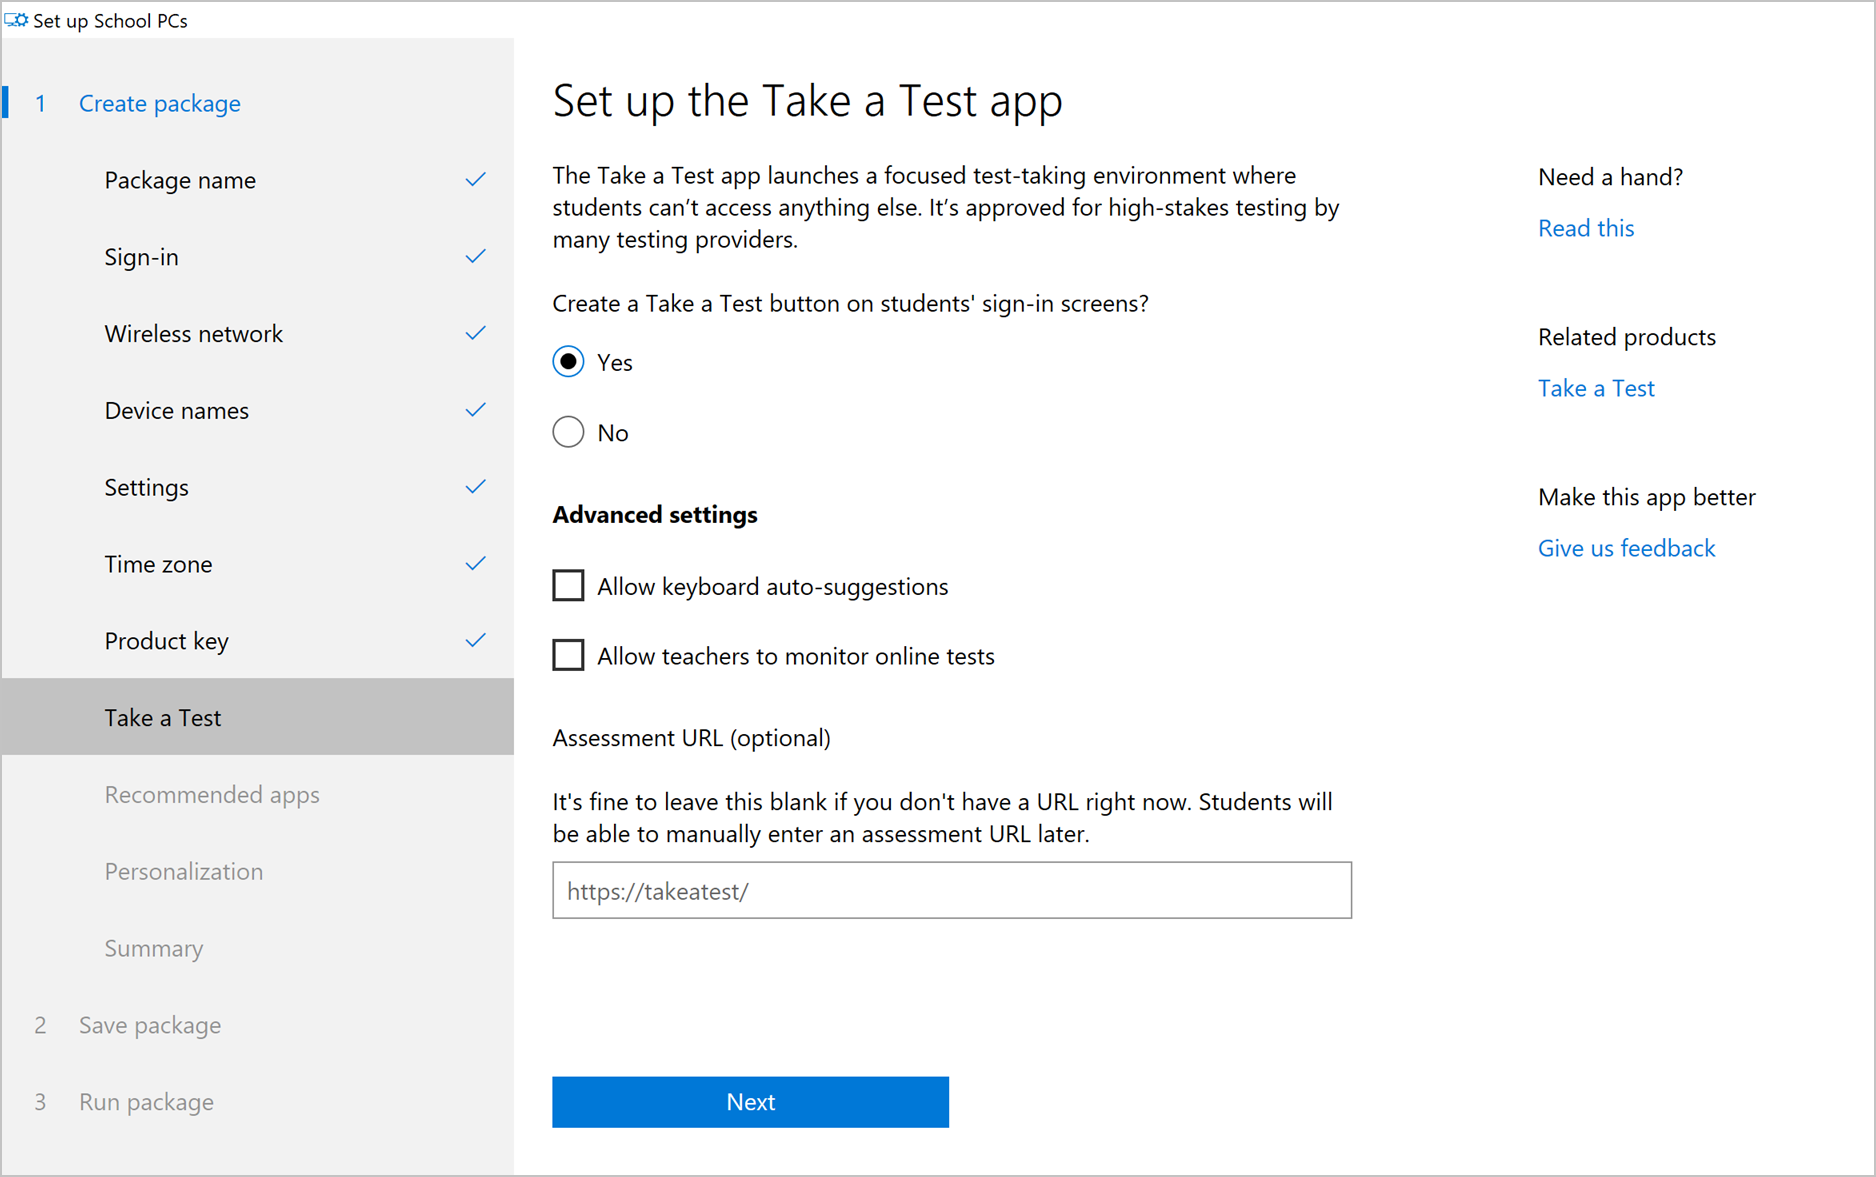 Set up School PCs
1 Create package
Package name
Sign-in
Wireless network
Device names
Settings
Time zone
Product key
Take a Test
Recommended apps
Personalization
Summary
2 Save package
3 Run package
Set up the Take a Test app
The Take a Test app launches a focused test-taking environment where
students can’t access anything else. It’s approved for high-stakes testing by
many testing providers.
Create a Take a Test button on students' sign-in screens?
Yes
No
Advanced settings
Allow keyboard auto-suggestions
Allow teachers to monitor online tests
Assessment URL (optional)
It's fine to leave this blank if you don't have a URL right now. Students will
be able to manually enter an assessment URL later.
https://takeatest/
Next
Need a hand?
Read this
Related products
Take a Test
Make this app better
Give us feedback